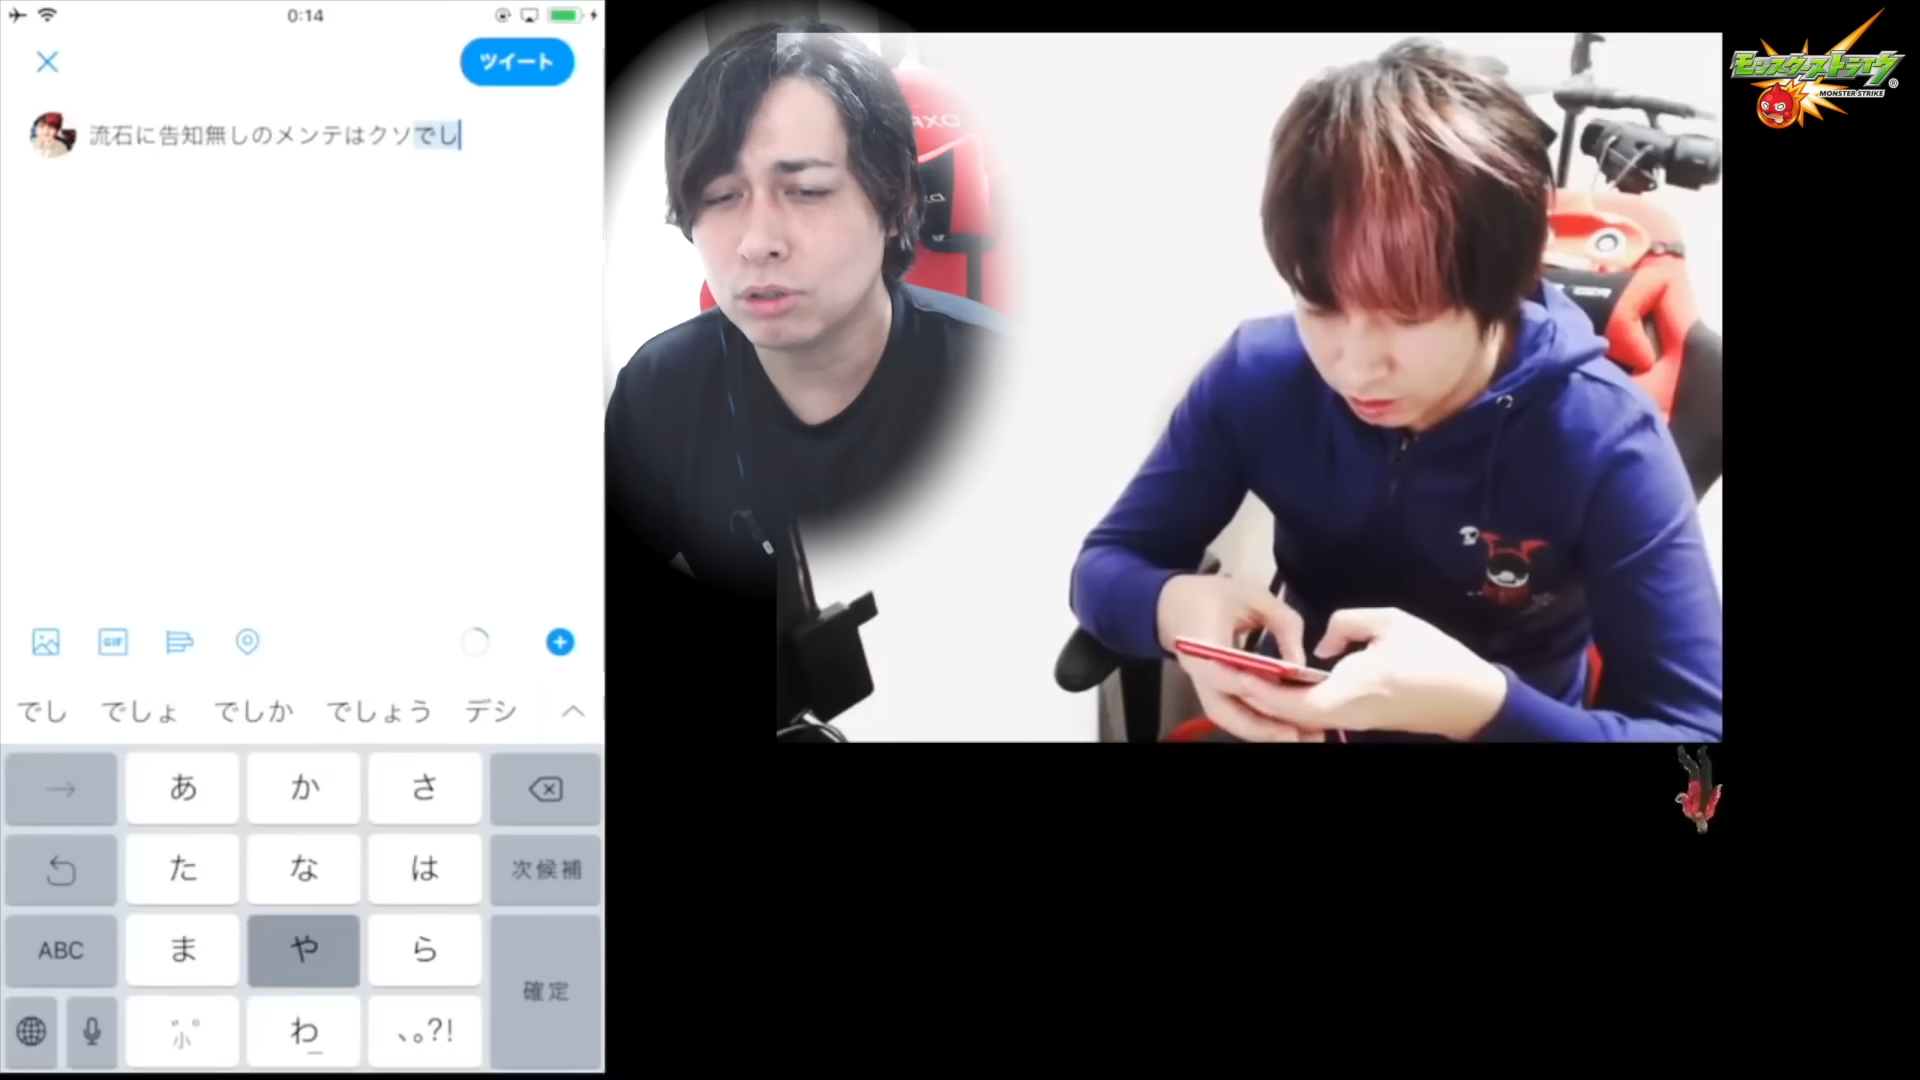 0:14
ツイート
流石に告知無しのメンテはクソでし
GIF
でし でしょ でしか でしょう デシ
→ あ か さ
た な は 次候補
ABC ま や ら
確定
小゛゜ わ 、。?!
モンスターストライク
MONSTER STRIKE